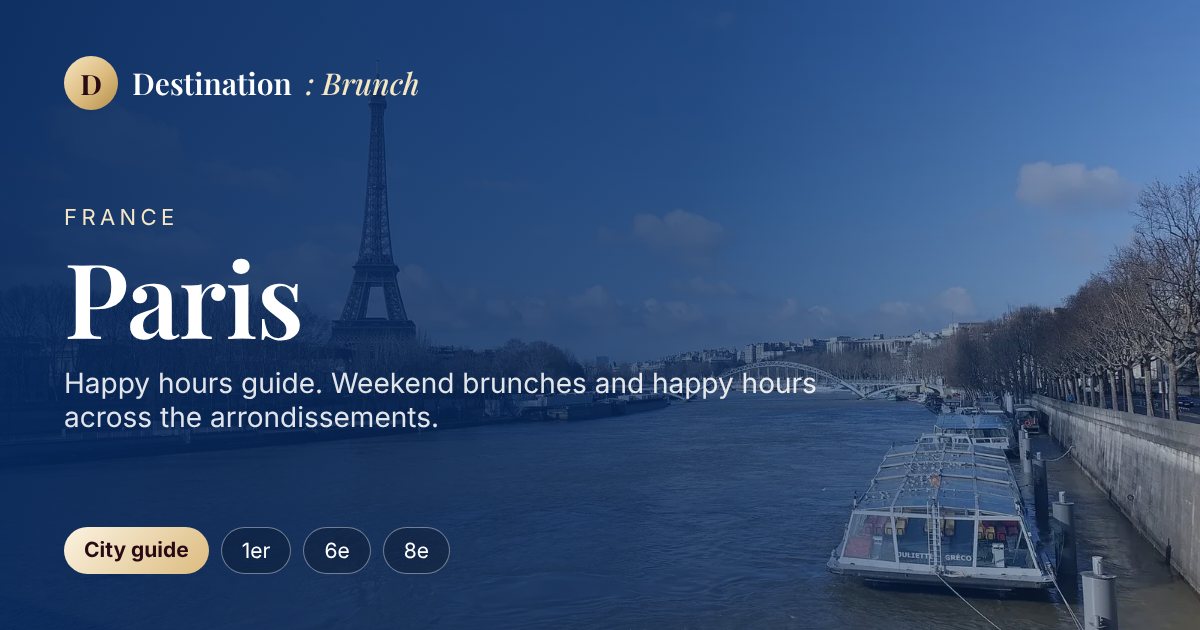 D Destination : Brunch
FRANCE
Paris
Happy hours guide. Weekend brunches and happy hours
across the arrondissements.
City guide 1er 6e 8e
JULIETTE GRÉCO